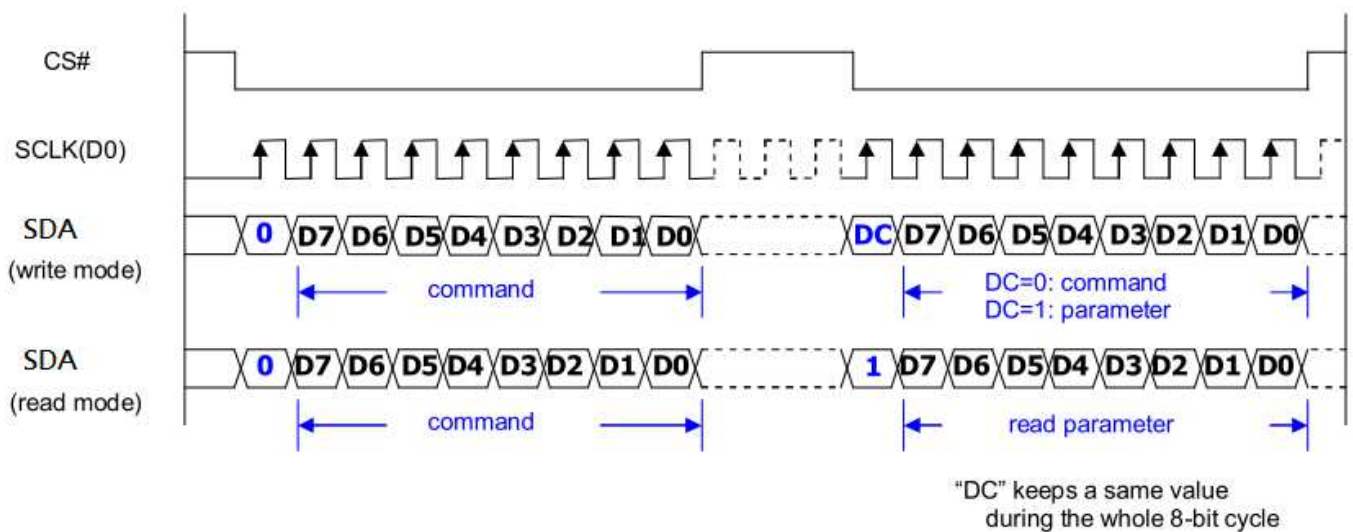 CS#
SCLK(D0)
SDA 0 D7 D6 D5 D4 D3 D2 D1 D0 DC D7 D6 D5 D4 D3 D2 D1 D0
(write mode)
command
DC=0: command
DC=1: parameter
SDA 0 D7 D6 D5 D4 D3 D2 D1 D0 1 D7 D6 D5 D4 D3 D2 D1 D0
(read mode)
command read parameter
“DC” keeps a same value
during the whole 8-bit cycle